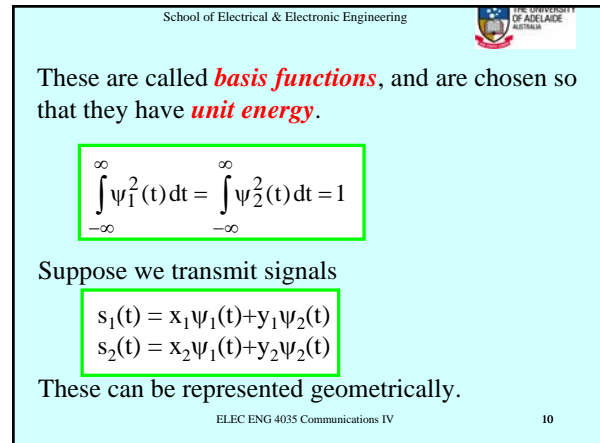 School of Electrical & Electronic Engineering
THE UNIVERSITY
OF ADELAIDE
AUSTRALIA
These are called basis functions, and are chosen so
that they have unit energy.
∫_{-∞}^{∞} ψ₁²(t) dt = ∫_{-∞}^{∞} ψ₂²(t) dt = 1
Suppose we transmit signals
s₁(t) = x₁ψ₁(t)+y₁ψ₂(t)
s₂(t) = x₂ψ₁(t)+y₂ψ₂(t)
These can be represented geometrically.
ELEC ENG 4035 Communications IV 10